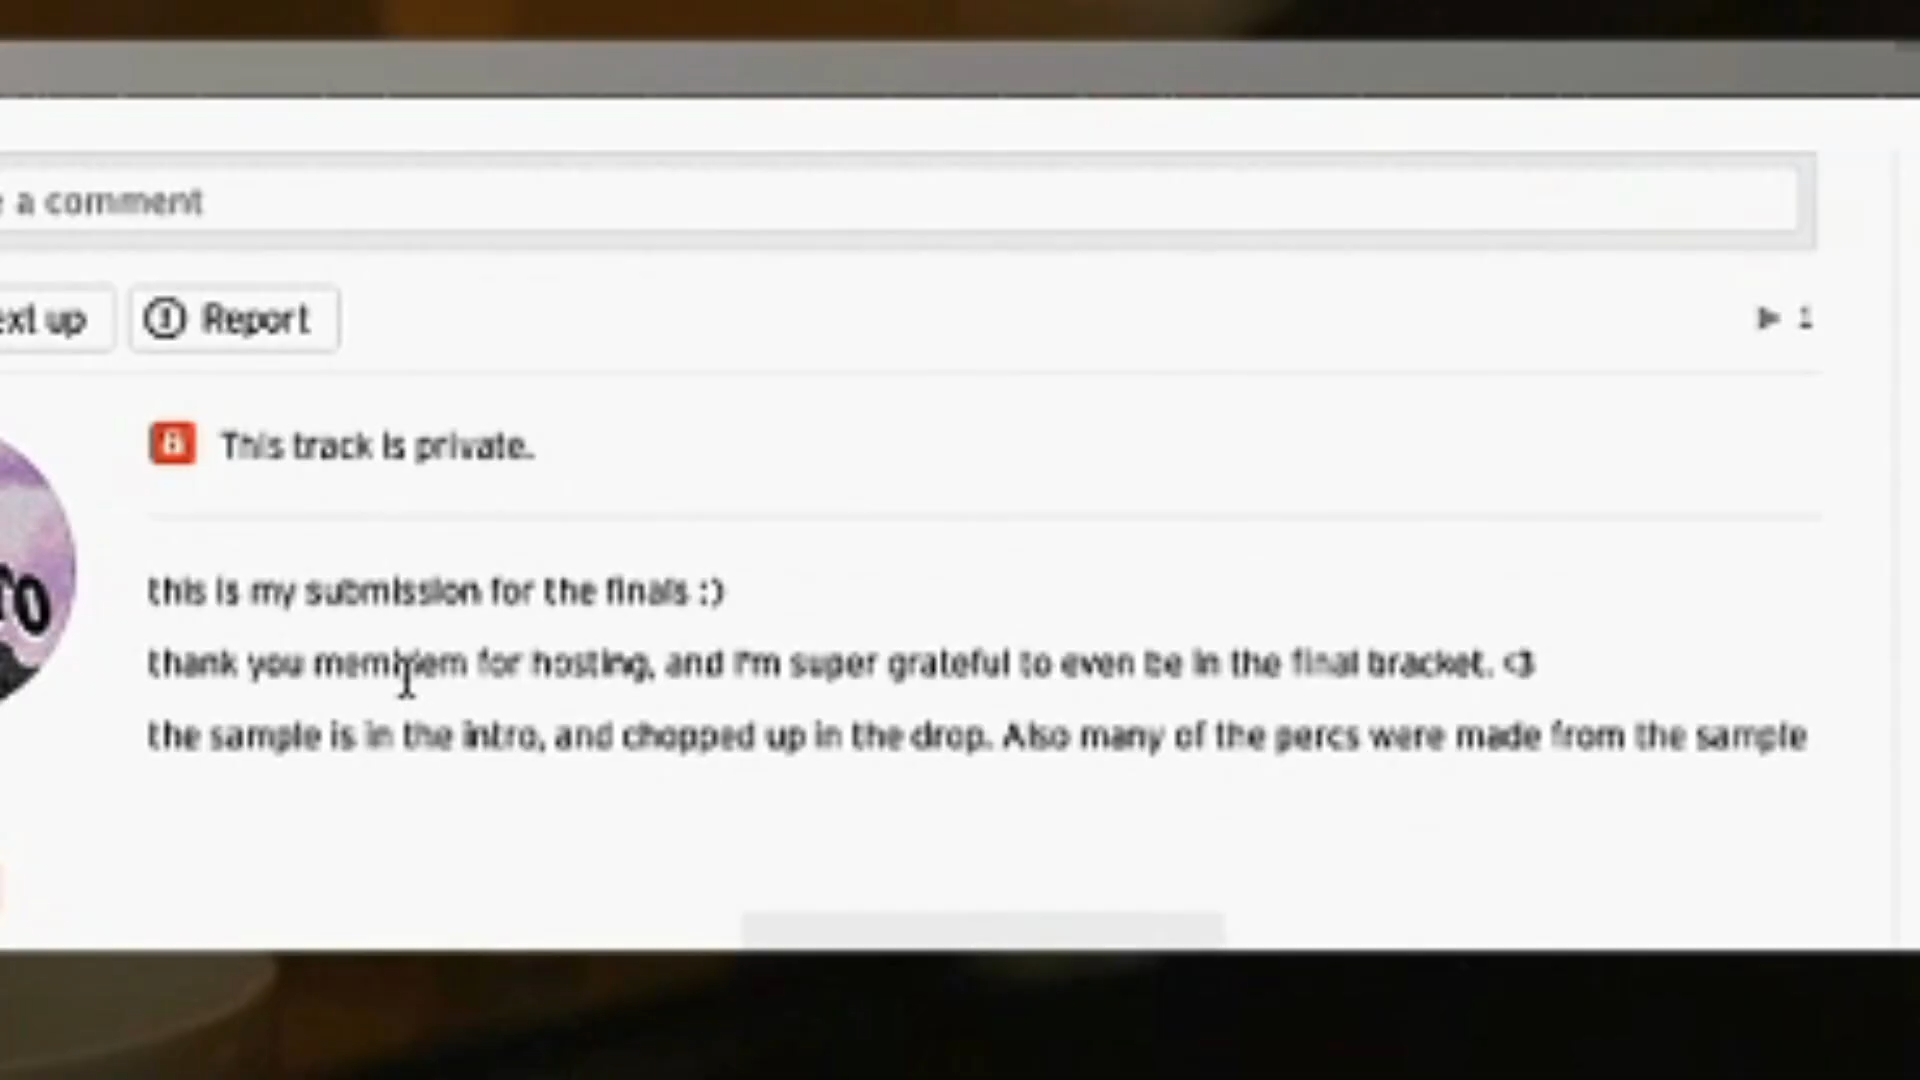 a comment
up
Report
1
This track is private.
this is my submission for the finals :)
thank you for hosting, and I'm super grateful to even be in the final bracket. <3
the sample is in the intro, and chopped up in the drop. Also many of the percs were made from the sample